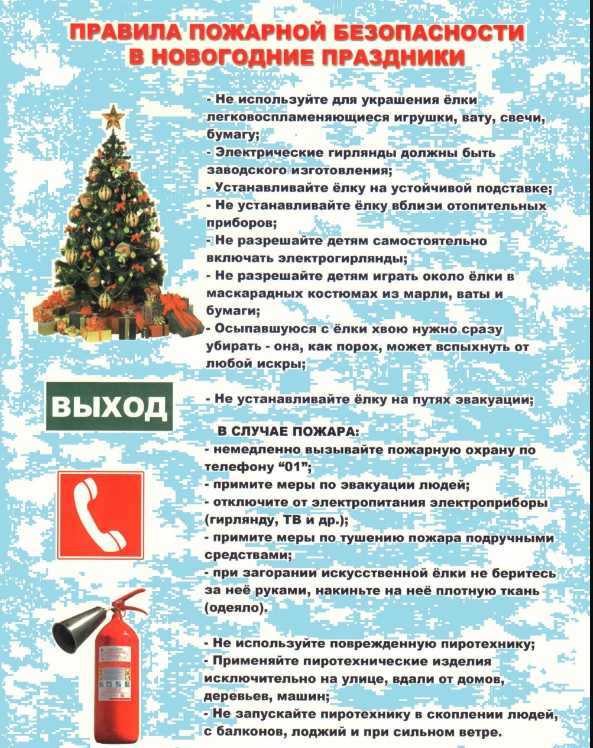 ПРАВИЛА ПОЖАРНОЙ БЕЗОПАСНОСТИ
В НОВОГОДНИЕ ПРАЗДНИКИ
- Не используйте для украшения ёлки
легковоспламеняющиеся игрушки, вату, свечи,
бумагу;
- Электрические гирлянды должны быть
заводского изготовления;
- Устанавливайте ёлку на устойчивой подставке;
- Не устанавливайте ёлку вблизи отопительных
приборов;
- Не разрешайте детям самостоятельно
включать электрогирлянды;
- Не разрешайте детям играть около ёлки в
маскарадных костюмах из марли, ваты и
бумаги;
- Осыпавшуюся с ёлки хвою нужно сразу
убирать - она, как порох, может вспыхнуть от
любой искры;
ВЫХОД
- Не устанавливайте ёлку на путях эвакуации;
В СЛУЧАЕ ПОЖАРА:
- немедленно вызывайте пожарную охрану по
телефону “01”;
- примите меры по эвакуации людей;
- отключите от электропитания электроприборы
(гирлянду, ТВ и др.);
- примите меры по тушению пожара подручными
средствами;
- при загорании искусственной ёлки не беритесь
за неё руками, накиньте на неё плотную ткань
(одеяло).
- Не используйте поврежденную пиротехнику;
- Применяйте пиротехнические изделия
исключительно на улице, вдали от домов,
деревьев, машин;
- Не запускайте пиротехнику в скоплении людей,
с балконов, лоджий и при сильном ветре.